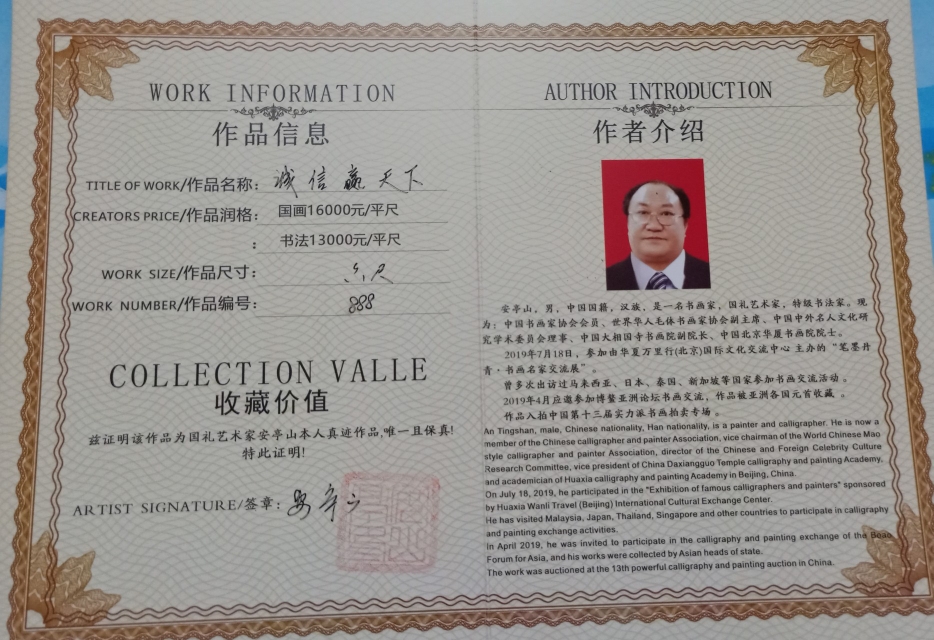 WORK INFORMATION
作品信息
TITLE OF WORK/作品名称: 诚信赢天下
CREATORS PRICE/作品润格: 国画16000元/平尺
: 书法13000元/平尺
WORK SIZE/作品尺寸: 六尺
WORK NUMBER/作品编号: 888
COLLECTION VALLE
收藏价值
兹证明该作品为国礼艺术家安亭山本人真迹作品,唯一且保真!
特此证明!
ARTIST SIGNATURE/签章: 安亭山
AUTHOR INTRODUCTION
作者介绍
安亭山，男，中国国籍，汉族，是一名书画家，国礼艺术家，特级书法家。现
为：中国书画家协会会员、世界华人毛体书画家协会副主席、中国中外名人文化研
究学术委员会理事、中国大相国寺书画院副院长、中国北京华厦书画院院士。
2019年7月18日，参加由华夏万里行(北京)国际文化交流中心 主办的“笔墨丹
青·书画名家交流展”。
曾多次出访过马来西亚、日本、泰国、新加坡等国家参加书画交流活动。
2019年4月应邀参加博鳌亚洲论坛书画交流，作品被亚洲各国元首收藏。
作品入拍中国第十三届实力派书画拍卖专场。
An Tingshan, male, Chinese nationality, Han nationality, is a painter and calligrapher. He is now a
member of the Chinese calligrapher and painter Association, vice chairman of the World Chinese Mao
style calligrapher and painter Association, director of the Chinese and Foreign Celebrity Culture
Research Committee, vice president of China Daxiangguo Temple calligraphy and painting Academy,
and academician of Huaxia calligraphy and painting Academy in Beijing, China.
On July 18, 2019, he participated in the "Exhibition of famous calligraphers and painters" sponsored
by Huaxia Wanli Travel (Beijing) International Cultural Exchange Center.
He has visited Malaysia, Japan, Thailand, Singapore and other countries to participate in calligraphy
and painting exchange activities.
In April 2019, he was invited to participate in the calligraphy and painting exchange of the Boao
Forum for Asia, and his works were collected by Asian heads of state.
The work was auctioned at the 13th powerful calligraphy and painting auction in China.